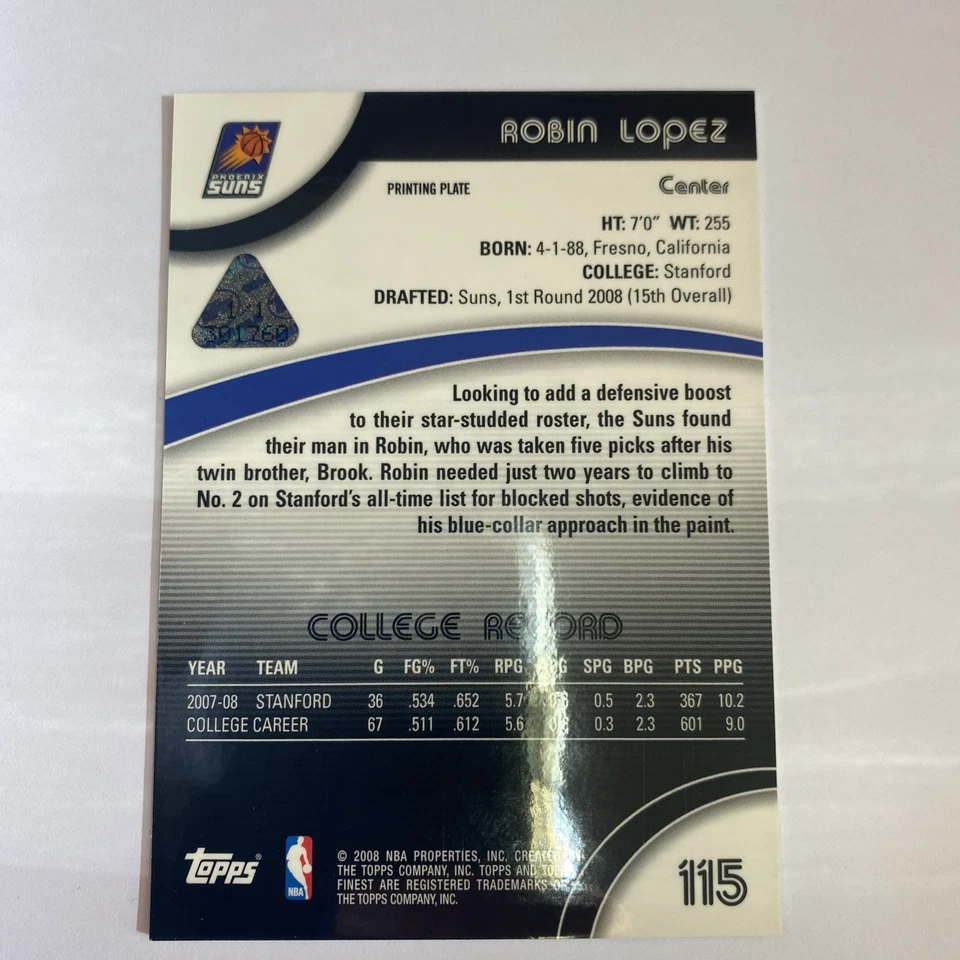 PHOENIX
SUNS
ROBIN LOPEZ
PRINTING PLATE
Center
HT: 7'0" WT: 255
BORN: 4-1-88, Fresno, California
COLLEGE: Stanford
DRAFTED: Suns, 1st Round 2008 (15th Overall)
Looking to add a defensive boost
to their star-studded roster, the Suns found
their man in Robin, who was taken five picks after his
twin brother, Brook. Robin needed just two years to climb to
No. 2 on Stanford's all-time list for blocked shots, evidence of
his blue-collar approach in the paint.
COLLEGE RECORD
YEAR TEAM G FG% FT% RPG SPG BPG PTS PPG
2007-08 STANFORD 36 .534 .652 5.7 0.5 2.3 367 10.2
COLLEGE CAREER 67 .511 .612 5.6 0.3 2.3 601 9.0
topps®
NBA
© 2008 NBA PROPERTIES, INC. CREATED BY
THE TOPPS COMPANY, INC. TOPPS AND
FINEST ARE REGISTERED TRADEMARKS OF
THE TOPPS COMPANY, INC.
115